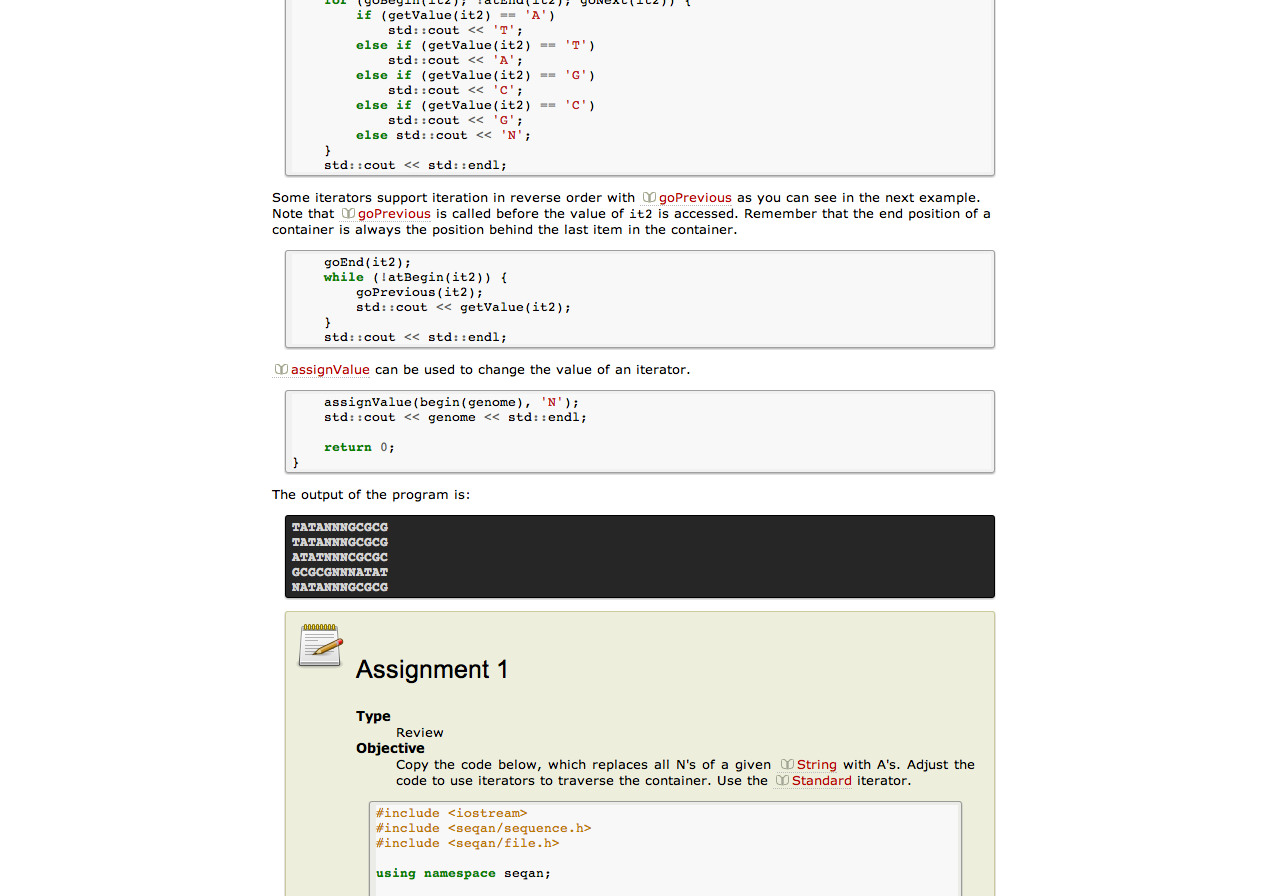 for (goBegin(it2); !atEnd(it2); goNext(it2)) {
if (getValue(it2) == 'A')
std::cout << 'T';
else if (getValue(it2) == 'T')
std::cout << 'A';
else if (getValue(it2) == 'G')
std::cout << 'C';
else if (getValue(it2) == 'C')
std::cout << 'G';
else std::cout << 'N';
}
std::cout << std::endl;
Some iterators support iteration in reverse order with goPrevious as you can see in the next example.
Note that goPrevious is called before the value of it2 is accessed. Remember that the end position of a
container is always the position behind the last item in the container.
goEnd(it2);
while (!atBegin(it2)) {
goPrevious(it2);
std::cout << getValue(it2);
}
std::cout << std::endl;
assignValue can be used to change the value of an iterator.
assignValue(begin(genome), 'N');
std::cout << genome << std::endl;
return 0;
}
The output of the program is:
TATANNNGCGCG
TATANNNGCGCG
ATATNNNCGCGC
GCGCGNNNATAT
NATANNNGCGCG
Assignment 1
Type
Review
Objective
Copy the code below, which replaces all N's of a given String with A's. Adjust the
code to use iterators to traverse the container. Use the Standard iterator.
#include <iostream>
#include <seqan/sequence.h>
#include <seqan/file.h>
using namespace seqan;